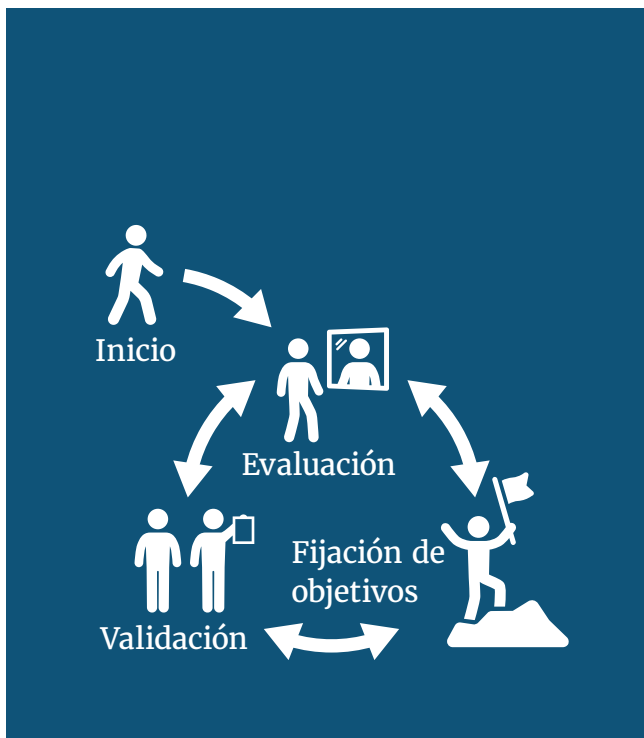 Inicio
Evaluación
Fijación de
objetivos
Validación